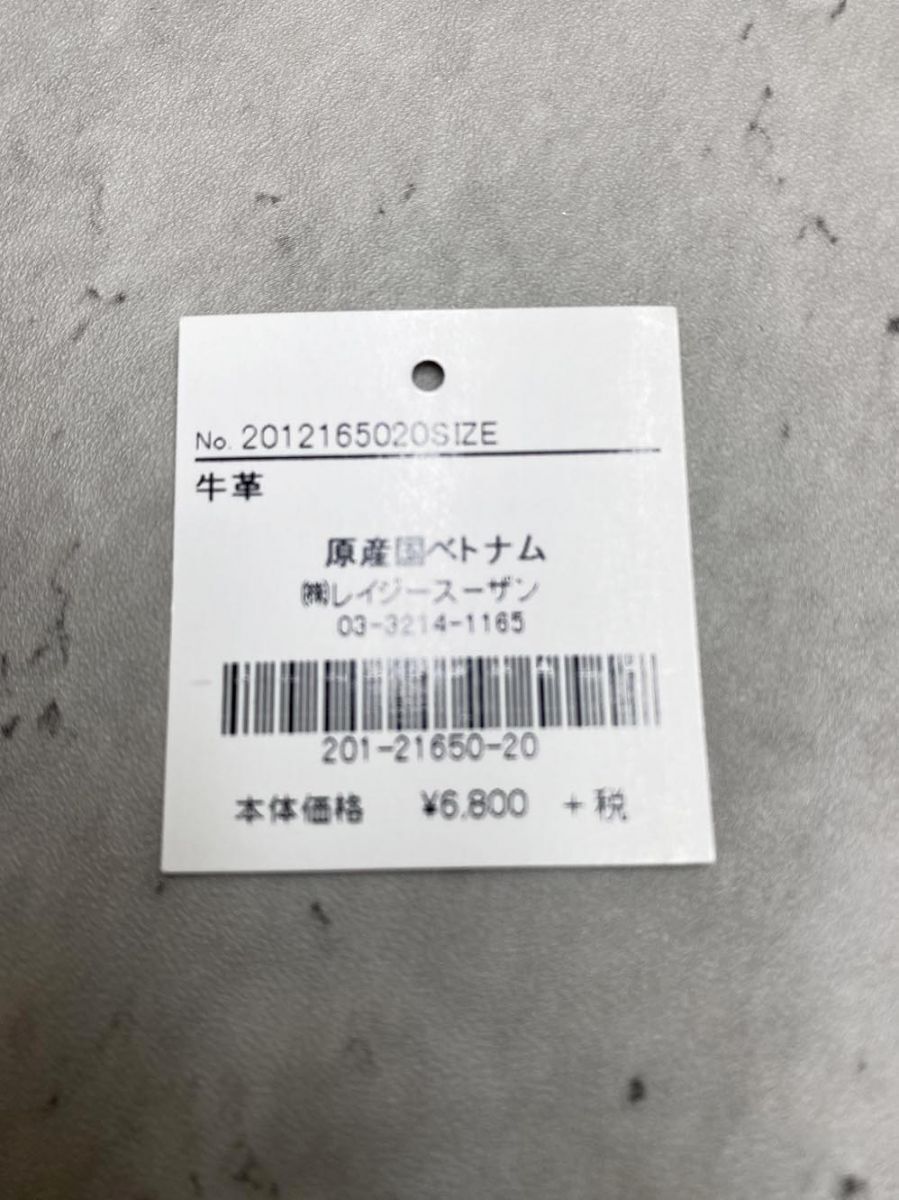 No. 2012165020SIZE
牛革
原産国ベトナム
㈱レイジースーザン
03-3214-1165
201-21650-20
本体価格 ¥6,800 +税